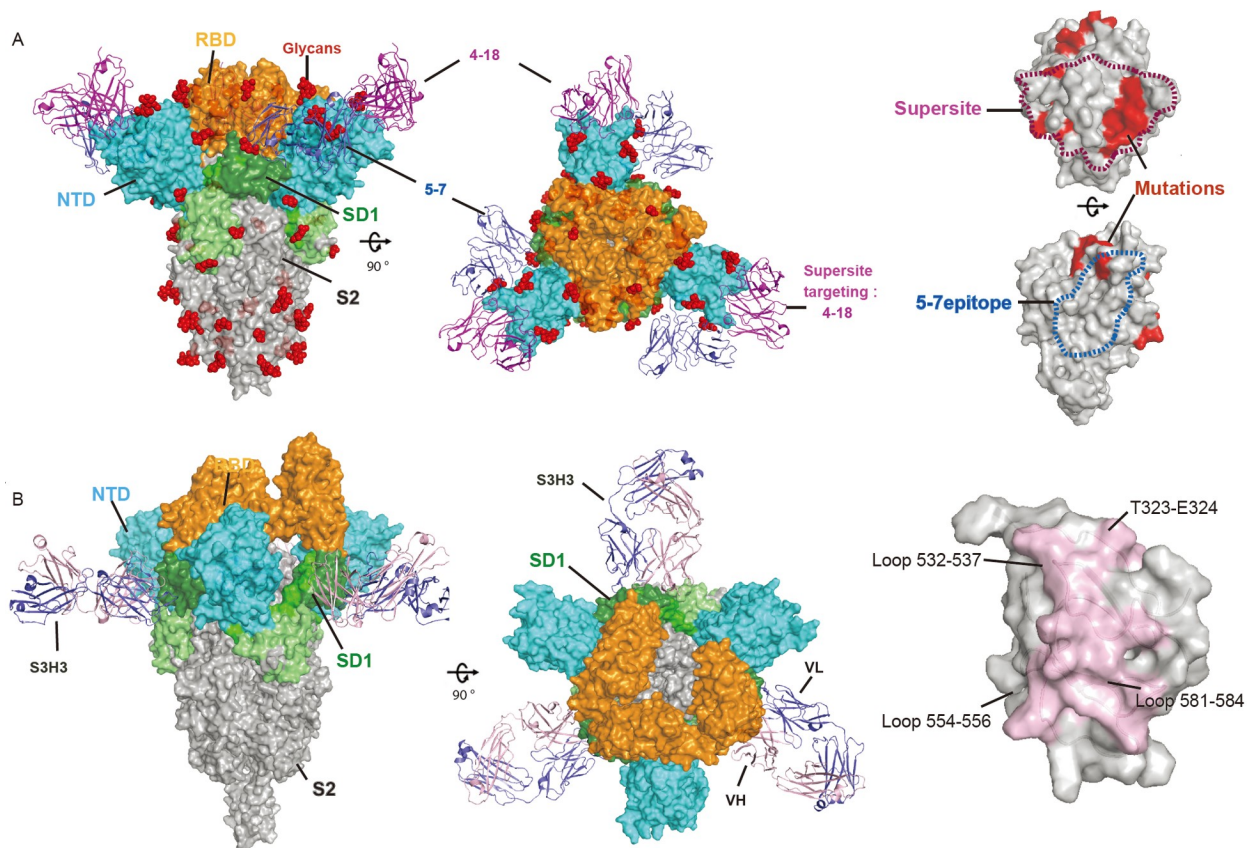 A
RBD
Glycans
4-18
NTD
5-7
SD1
90 °
S2
Supersite
targeting :
4-18
Supersite
Mutations
5-7epitope
B
NTD
RBD
S3H3
SD1
S2
90 °
S3H3
SD1
VL
VH
T323-E324
Loop 532-537
Loop 581-584
Loop 554-556